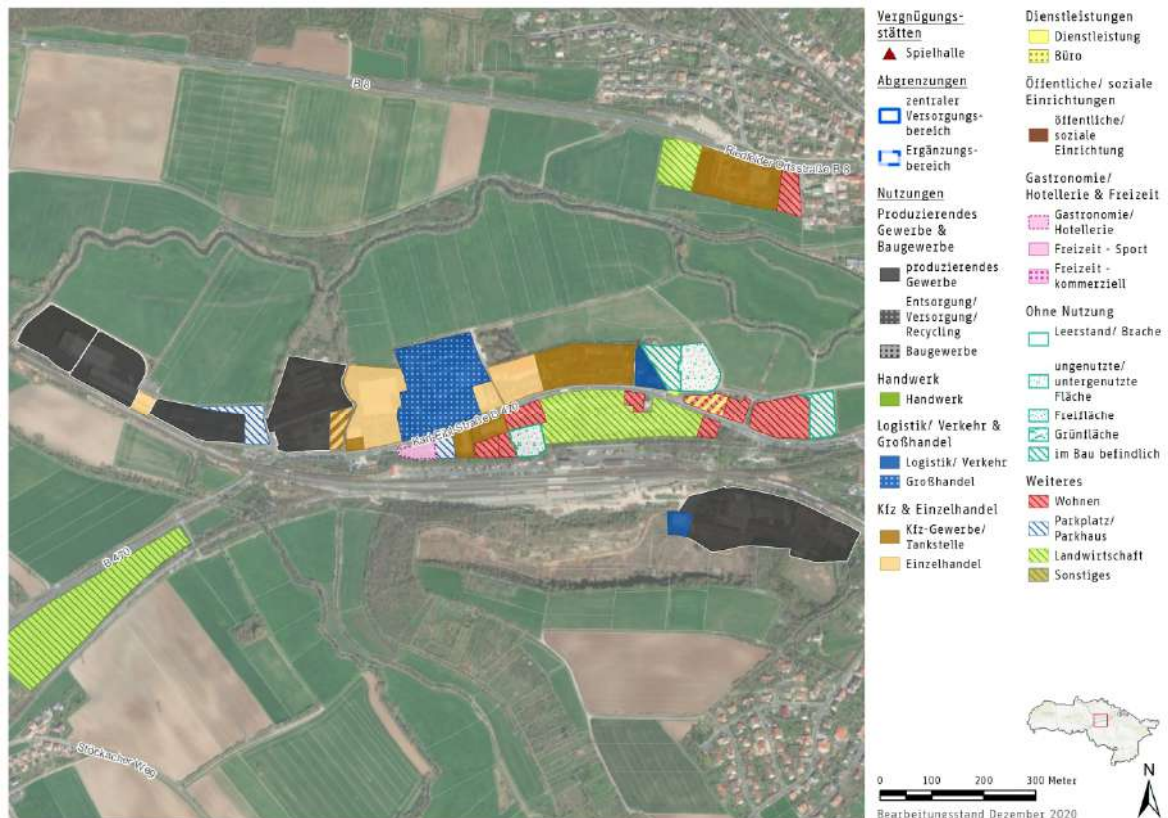 B 8
Riedfelder Ortsstraße B 8
B 470
Stöckacher Weg
Vergnügungs-
stätten
Spielhalle
Abgrenzungen
zentraler
Versorgungs-
bereich
Ergänzungs-
bereich
Nutzungen
Produzierendes
Gewerbe &
Baugewerbe
produzierendes
Gewerbe
Entsorgung/
Versorgung/
Recycling
Baugewerbe
Handwerk
Handwerk
Logistik/ Verkehr &
Großhandel
Logistik/ Verkehr
Großhandel
Kfz & Einzelhandel
Kfz-Gewerbe/
Tankstelle
Einzelhandel
Dienstleistungen
Dienstleistung
Büro
Öffentliche/ soziale
Einrichtungen
öffentliche/
soziale
Einrichtung
Gastronomie/
Hotellerie & Freizeit
Gastronomie/
Hotellerie
Freizeit - Sport
Freizeit -
kommerziell
Ohne Nutzung
Leerstand/ Brache
ungenutzte/
untergenutzte
Fläche
Freifläche
Grünfläche
im Bau befindlich
Weiteres
Wohnen
Parkplatz/
Parkhaus
Landwirtschaft
Sonstiges
0 100 200 300 Meter
N
Bearbeitungsstand Dezember 2020